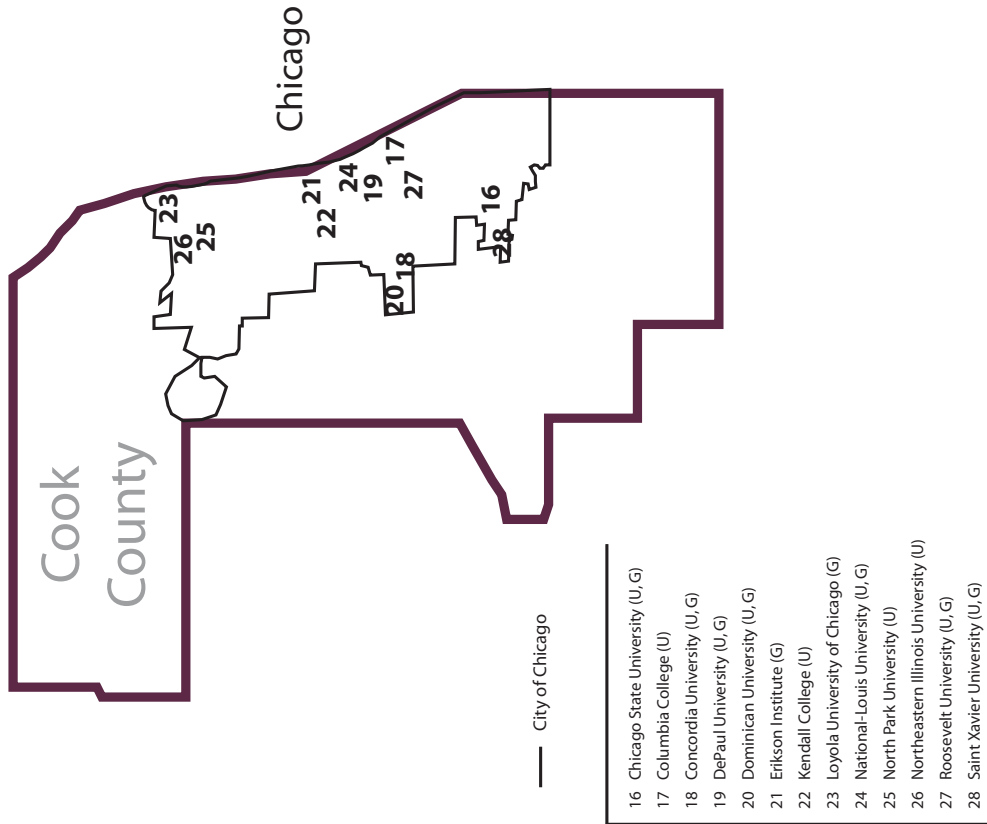 Cook
County
Chicago
23
26
25
21
22
24
19
17
27
18
20
16
28
City of Chicago
16 Chicago State University (U, G)
17 Columbia College (U)
18 Concordia University (U, G)
19 DePaul University (U, G)
20 Dominican University (U, G)
21 Erikson Institute (G)
22 Kendall College (U)
23 Loyola University of Chicago (G)
24 National-Louis University (U, G)
25 North Park University (U)
26 Northeastern Illinois University (U)
27 Roosevelt University (U, G)
28 Saint Xavier University (U, G)